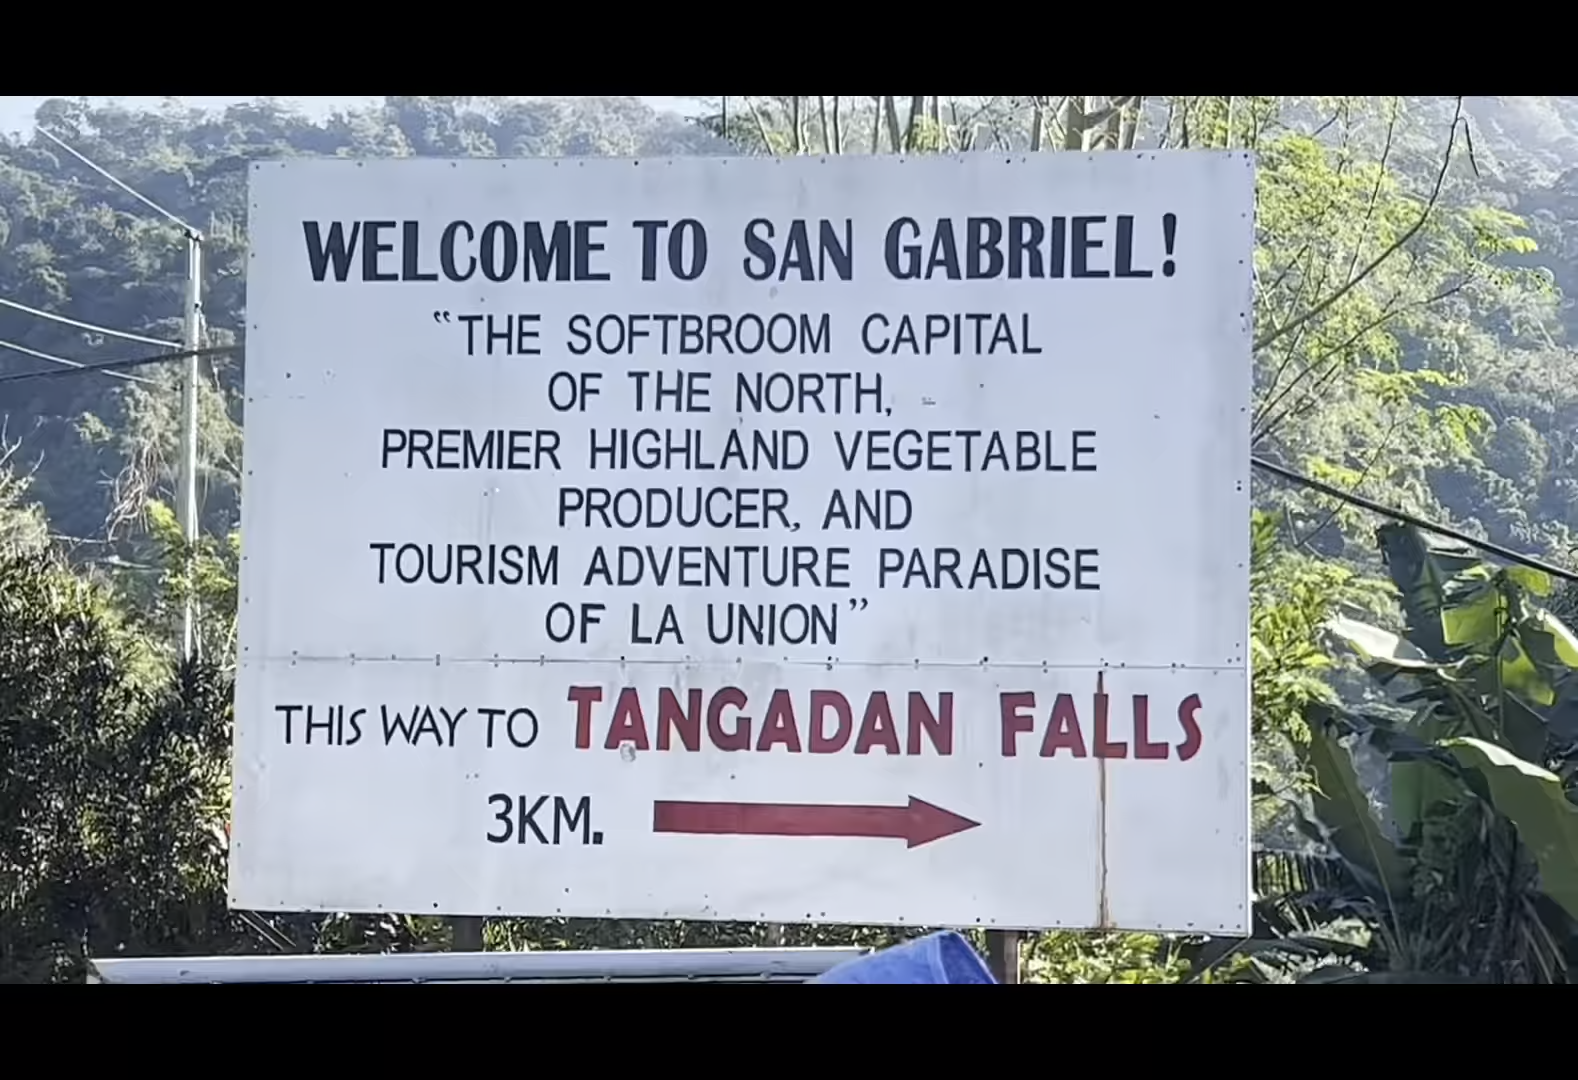 WELCOME TO SAN GABRIEL!
"THE SOFTBROOM CAPITAL
OF THE NORTH,
PREMIER HIGHLAND VEGETABLE
PRODUCER, AND
TOURISM ADVENTURE PARADISE
OF LA UNION"
THIS WAY TO TANGADAN FALLS
3KM.